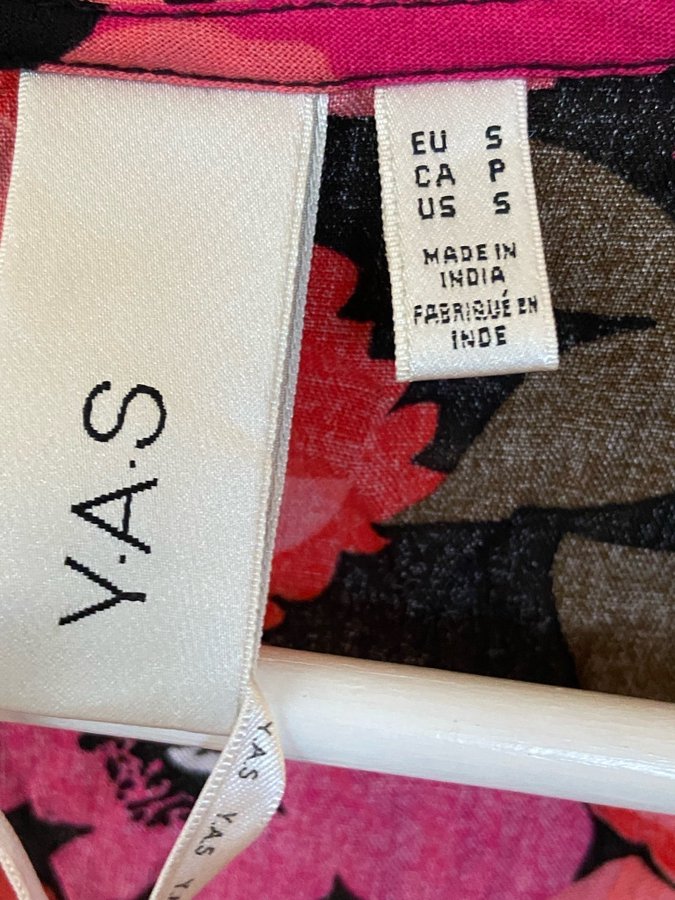 Y.A.S
EU S
CA P
US S
MADE IN
INDIA
FABRIQUÉ EN
INDE
Y.A.S Y.A.S